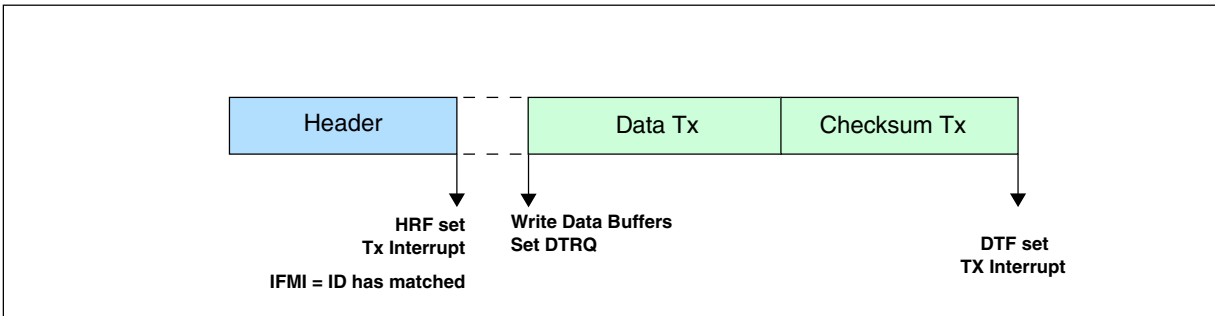 Header
Data Tx
Checksum Tx
HRF set
Tx Interrupt
IFMI = ID has matched
Write Data Buffers
Set DTRQ
DTF set
TX Interrupt